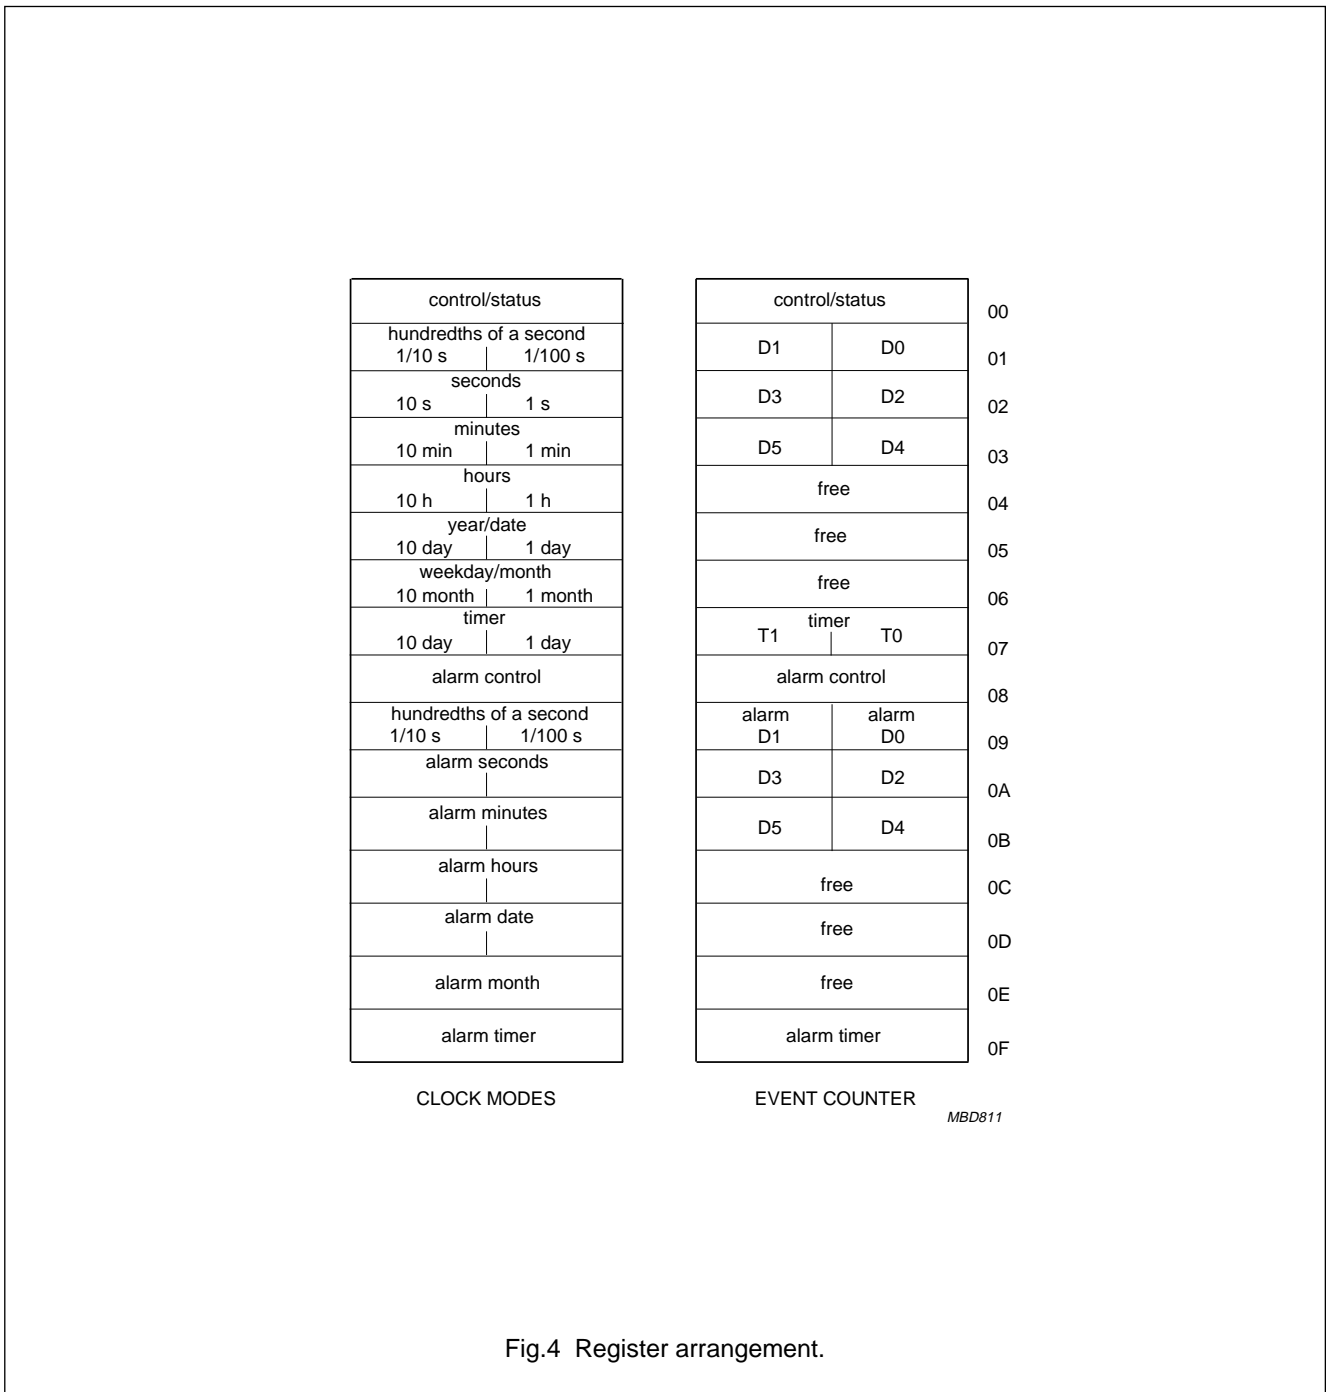 control/status
hundredths of a second
1/10 s 1/100 s
seconds
10 s 1 s
minutes
10 min 1 min
hours
10 h 1 h
year/date
10 day 1 day
weekday/month
10 month 1 month
timer
10 day 1 day
alarm control
hundredths of a second
1/10 s 1/100 s
alarm seconds
alarm minutes
alarm hours
alarm date
alarm month
alarm timer
CLOCK MODES
control/status
D1 D0
D3 D2
D5 D4
free
free
free
timer
T1 T0
alarm control
alarm alarm
D1 D0
D3 D2
D5 D4
free
free
free
alarm timer
EVENT COUNTER
00
01
02
03
04
05
06
07
08
09
0A
0B
0C
0D
0E
0F
MBD811
Fig.4 Register arrangement.